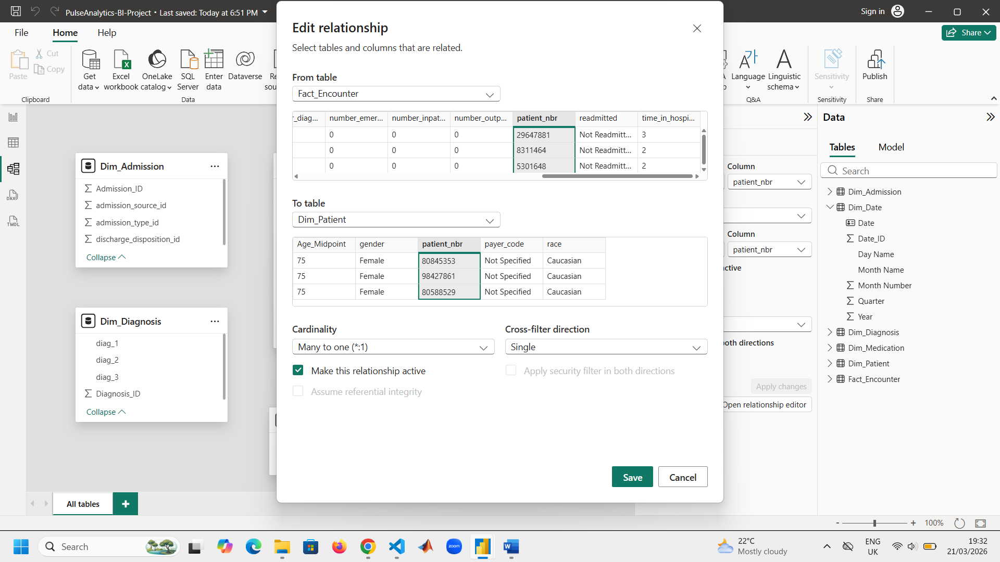 PulseAnalytics-BI-Project • Last saved: Today at 6:51 PM
Sign in
File
Home
Help
Share
Paste
Cut
Copy
Clipboard
Get data
Excel workbook
OneLake catalog
SQL Server
Enter data
Dataverse
Data
Language
Linguistic schema
Q&A
Sensitivity
Sensitivity
Publish
Share
Edit relationship
Select tables and columns that are related.
From table
Fact_Encounter
r_diag... number_emer... number_inpat... number_outp... patient_nbr readmitted time_in_hospi...
0 0 0 29647881 Not Readmitt... 3
0 0 0 8311464 Not Readmitt... 2
0 0 0 5301648 Not Readmitt... 2
To table
Dim_Patient
Age_Midpoint gender patient_nbr payer_code race
75 Female 80845353 Not Specified Caucasian
75 Female 98427861 Not Specified Caucasian
75 Female 80588529 Not Specified Caucasian
Cardinality
Many to one (*:1)
Cross-filter direction
Single
Make this relationship active
Apply security filter in both directions
Assume referential integrity
Save
Cancel
Dim_Admission
Admission_ID
admission_source_id
admission_type_id
discharge_disposition_id
Collapse
Dim_Diagnosis
diag_1
diag_2
diag_3
Diagnosis_ID
Collapse
Column
patient_nbr
Column
patient_nbr
ctive
both directions
Apply changes
Open relationship editor
Data
Tables
Model
Search
Dim_Admission
Dim_Date
Date
Date_ID
Day Name
Month Name
Month Number
Quarter
Year
Dim_Diagnosis
Dim_Medication
Dim_Patient
Fact_Encounter
DAX
TMDL
All tables
+
- + 100%
Search
zoom
22°C
Mostly cloudy
ENG
UK
19:32
21/03/2026